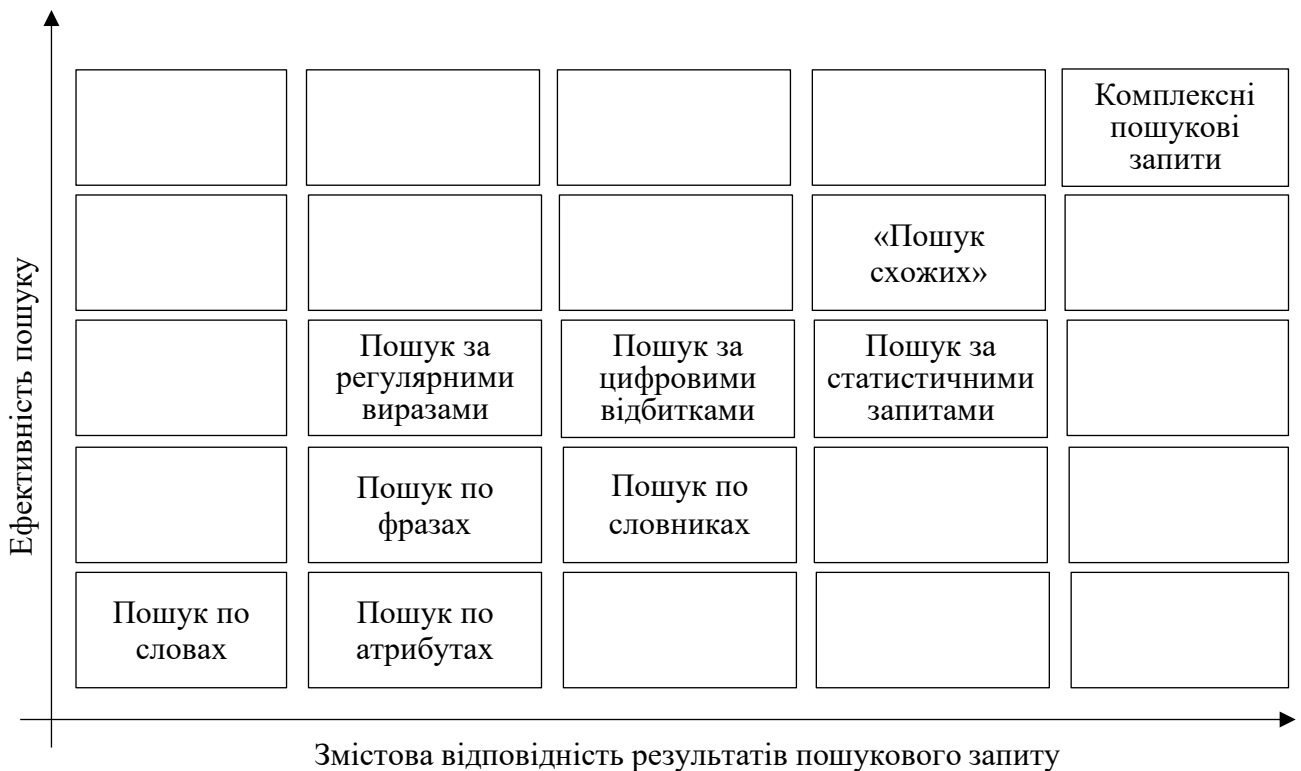 Ефективність пошуку
Комплексні
пошукові
запити
«Пошук
схожих»
Пошук за
регулярними
виразами
Пошук за
цифровими
відбитками
Пошук за
статистичними
запитами
Пошук по
фразах
Пошук по
словниках
Пошук по
словах
Пошук по
атрибутах
Змістова відповідність результатів пошукового запиту